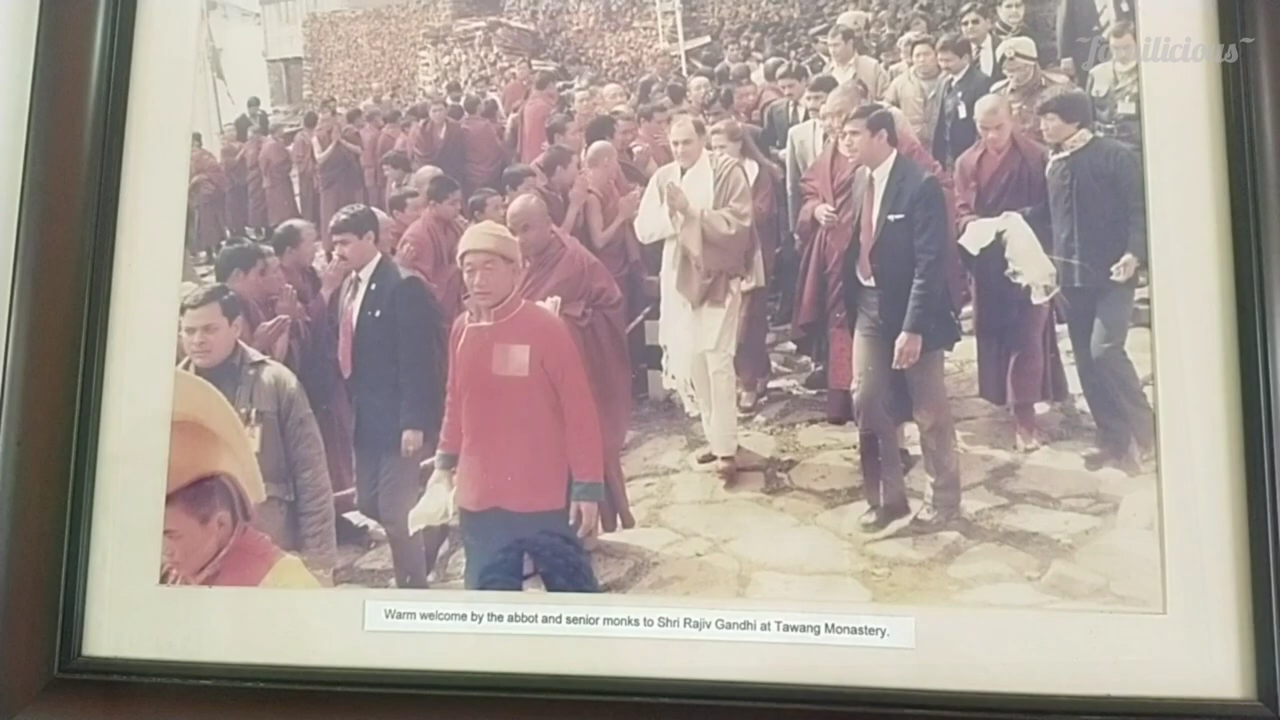 ~familicious~
Warm welcome by the abbot and senior monks to Shri Rajiv Gandhi at Tawang Monastery.